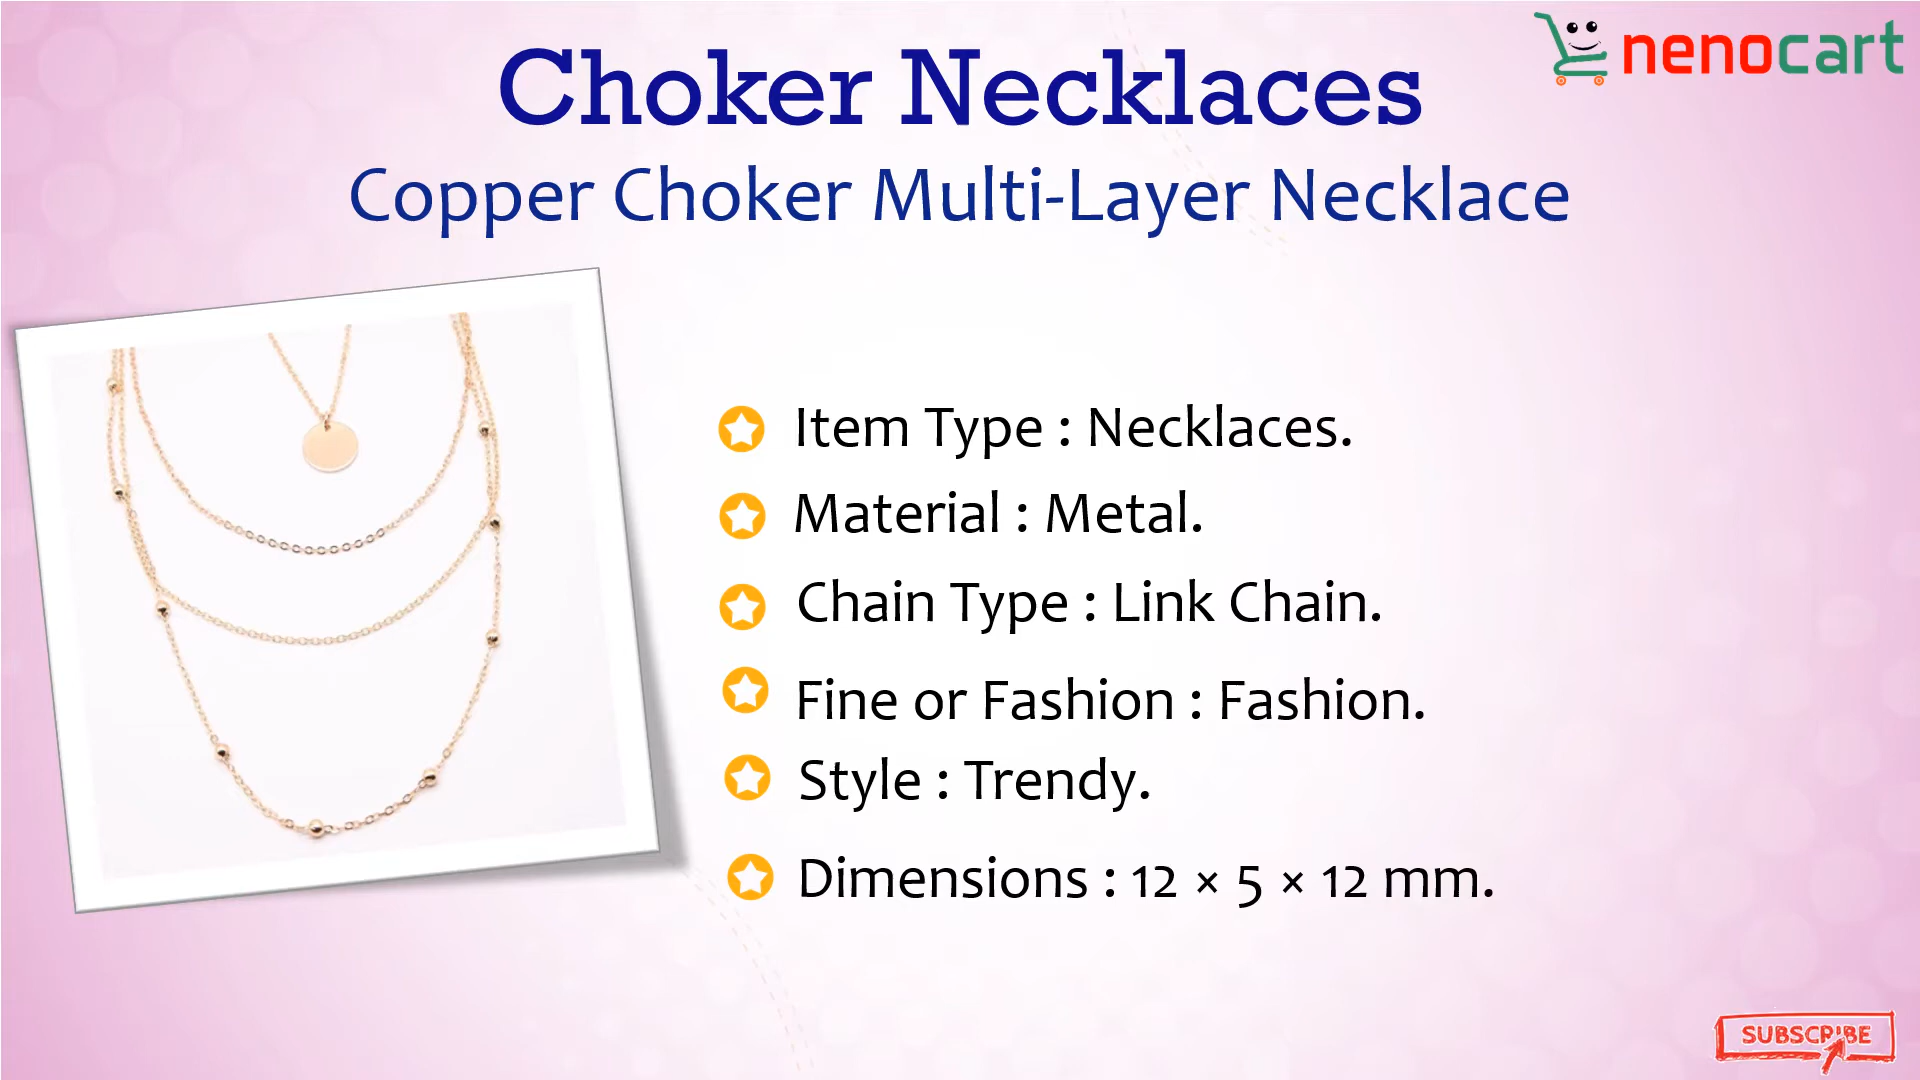 nenocart
Choker Necklaces
Copper Choker Multi-Layer Necklace
Item Type : Necklaces.
Material : Metal.
Chain Type : Link Chain.
Fine or Fashion : Fashion.
Style : Trendy.
Dimensions : 12 × 5 × 12 mm.
SUBSCRIBE